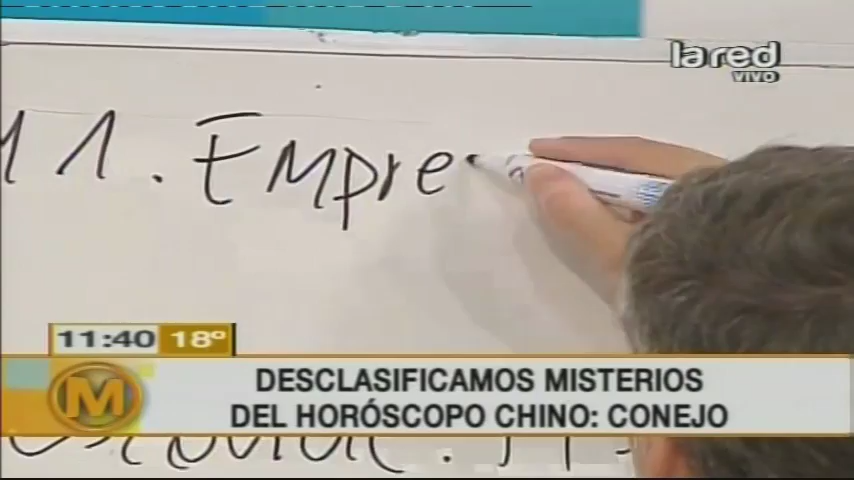 la red
VIVO
11. Empre
11:40 18°
M
DESCLASIFICAMOS MISTERIOS
DEL HORÓSCOPO CHINO: CONEJO